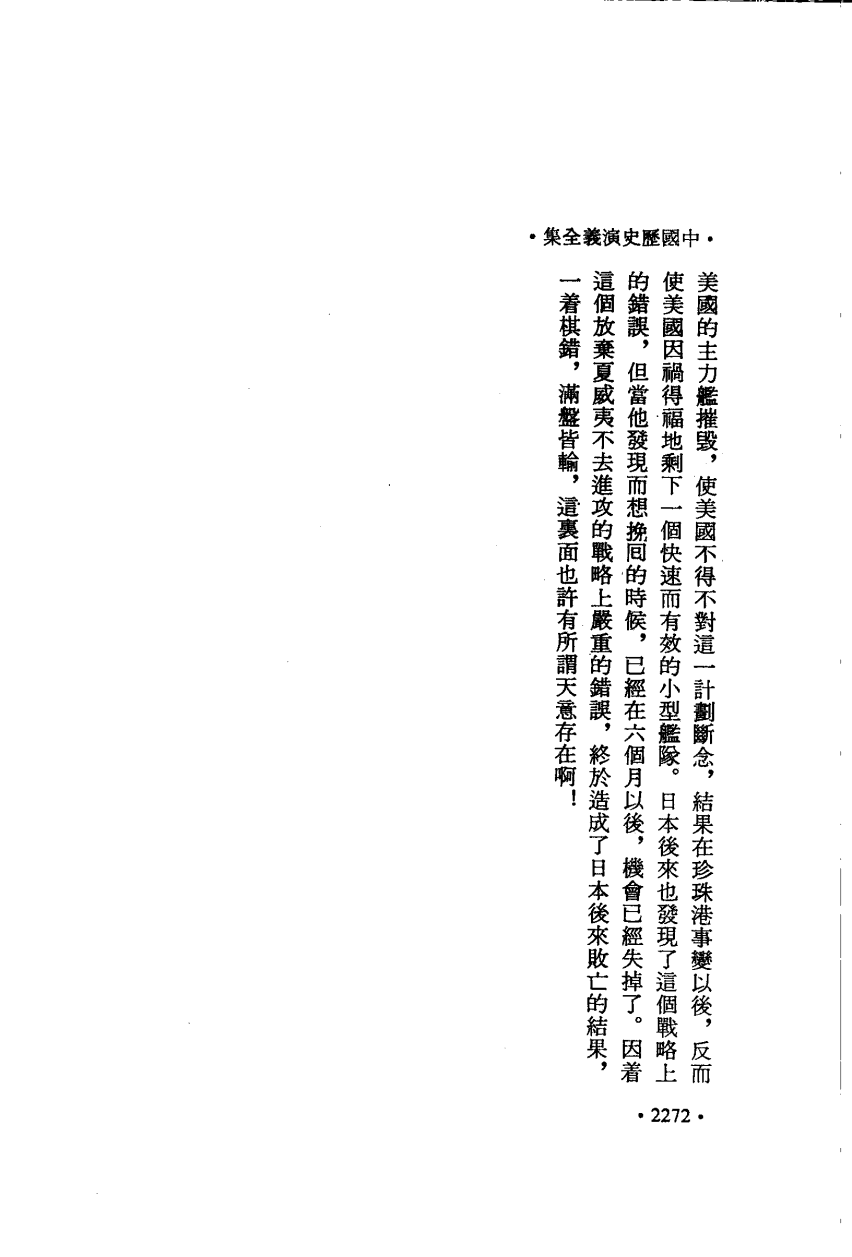 •中國歷史演義全集•
美國的主力艦摧毀，使美國不得不對這一計劃斷念，結果在珍珠港事變以後，反而
使美國因禍得福地剩下一個快速而有效的小型艦隊。日本後來也發現了這個戰略上
的錯誤，但當他發現而想挽囘的時候，已經在六個月以後，機會已經失掉了。因着
這個放棄夏威夷不去進攻的戰略上嚴重的錯誤，終於造成了日本後來敗亡的結果，
一着棋錯，滿盤皆輸，這裏面也許有所謂天意存在啊！
•2272•